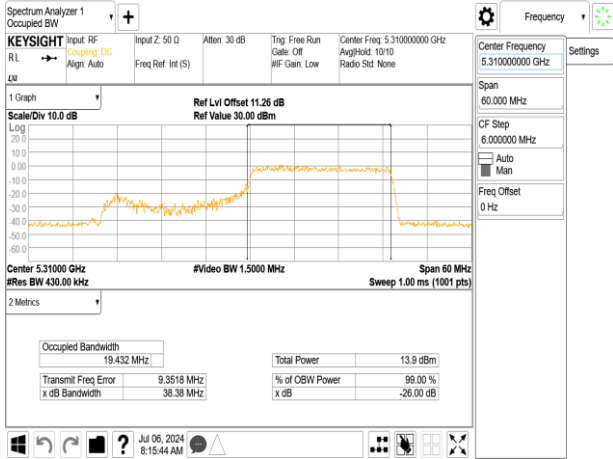 Spectrum Analyzer 1
Occupied BW
Frequency
KEYSIGHT
Input: RF
Coupling: DC
Align: Auto
Input Z: 50 Ω
Freq Ref: Int (S)
Atten: 30 dB
Trig: Free Run
Gate: Off
#IF Gain: Low
Center Freq: 5.310000000 GHz
Avg|Hold: 10/10
Radio Std: None
R L
LXI
Center Frequency
5.310000000 GHz
Settings
Span
60.000 MHz
CF Step
6.000000 MHz
Auto
Man
Freq Offset
0 Hz
1 Graph
Scale/Div 10.0 dB
Ref Lvl Offset 11.26 dB
Ref Value 30.00 dBm
Log
20.0
10.0
0.00
-10.0
-20.0
-30.0
-40.0
-50.0
-60.0
Center 5.31000 GHz
#Video BW 1.5000 MHz
Span 60 MHz
#Res BW 430.00 kHz
Sweep 1.00 ms (1001 pts)
2 Metrics
Occupied Bandwidth
19.432 MHz
Total Power 13.9 dBm
Transmit Freq Error 9.3518 MHz
% of OBW Power 99.00 %
x dB Bandwidth 38.38 MHz
x dB -26.00 dB
?
Jul 06, 2024
8:15:44 AM